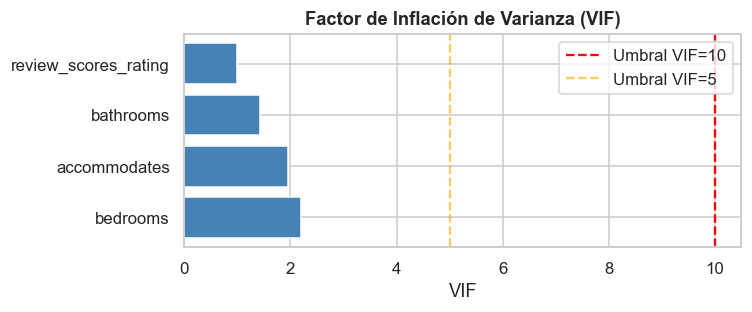 Factor de Inflación de Varianza (VIF)
Umbral VIF=10
Umbral VIF=5
review_scores_rating
bathrooms
accommodates
bedrooms
0 2 4 6 8 10
VIF